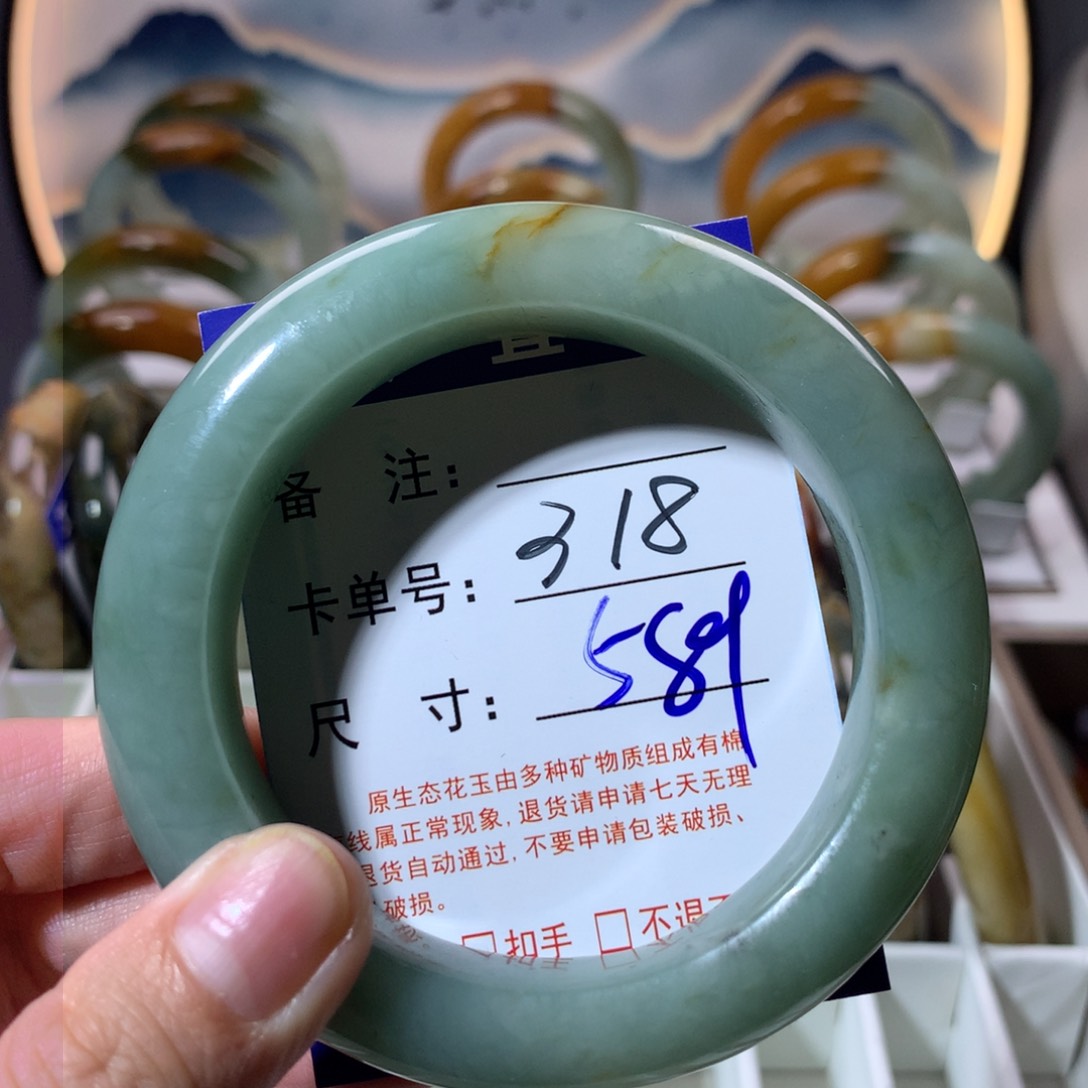 宜
备 注:
卡单号: 318
尺 寸: 589
原生态花玉由多种矿物质组成有棉
线属正常现象,退货请申请七天无理
退货自动通过,不要申请包装破损、
破损。
□扣手 □不退